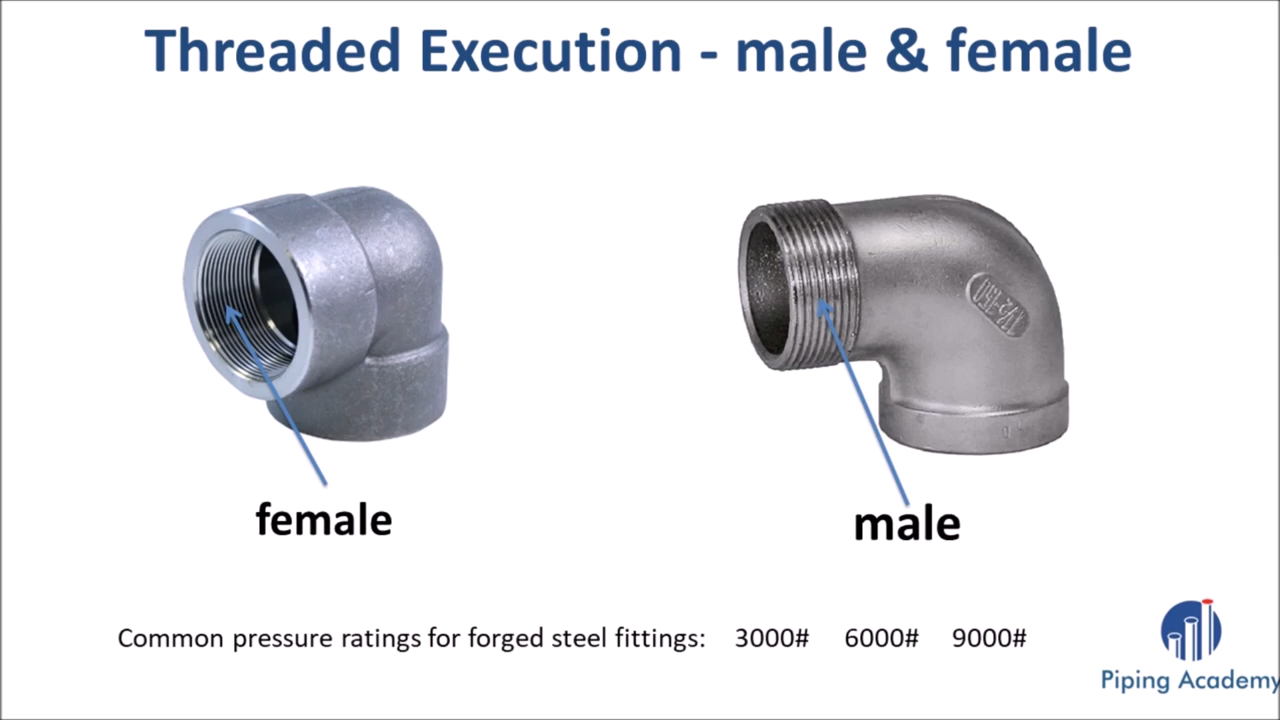 Threaded Execution - male & female
female
male
Common pressure ratings for forged steel fittings: 3000# 6000# 9000#
Piping Academy